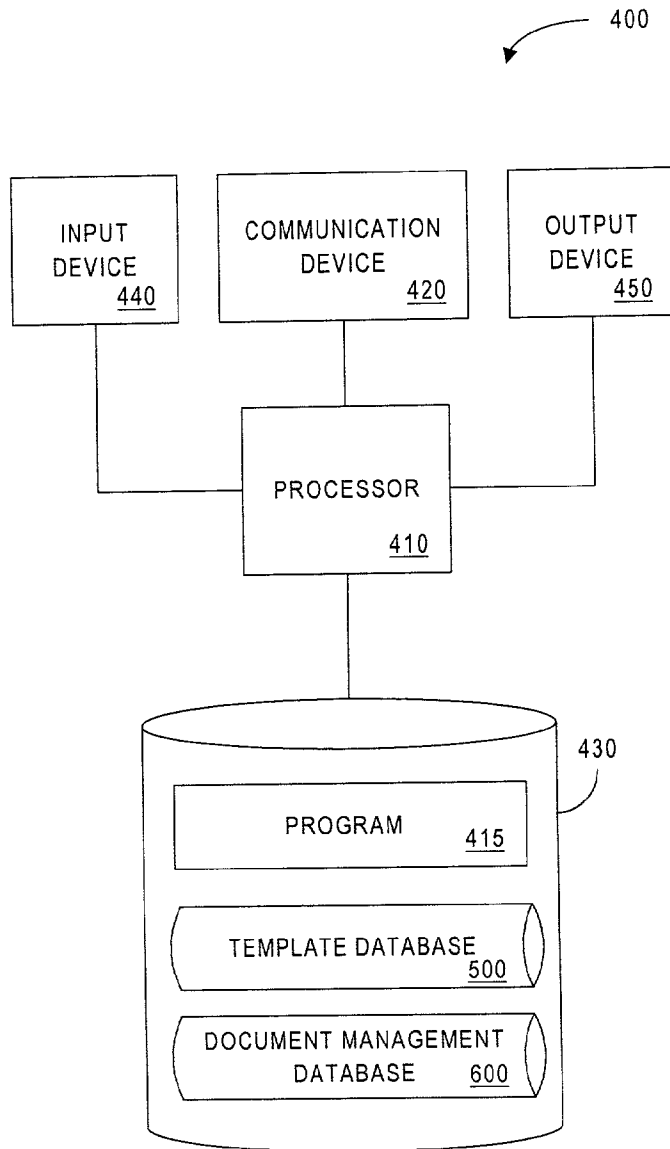 400
INPUT
DEVICE
440
COMMUNICATION
DEVICE
420
OUTPUT
DEVICE
450
PROCESSOR
410
430
PROGRAM
415
TEMPLATE DATABASE
500
DOCUMENT MANAGEMENT
DATABASE 600